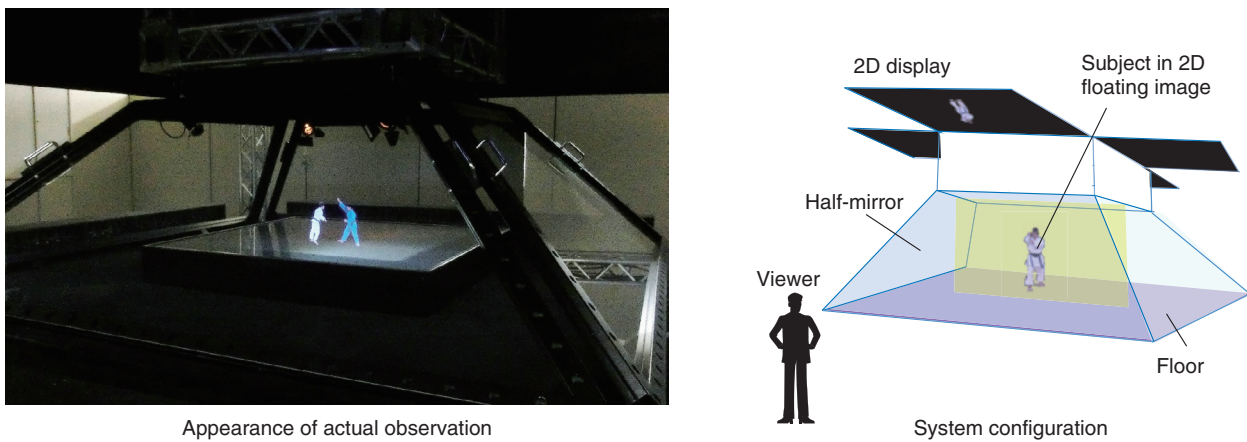 2D display
Subject in 2D
floating image
Half-mirror
Viewer
Floor
Appearance of actual observation
System configuration